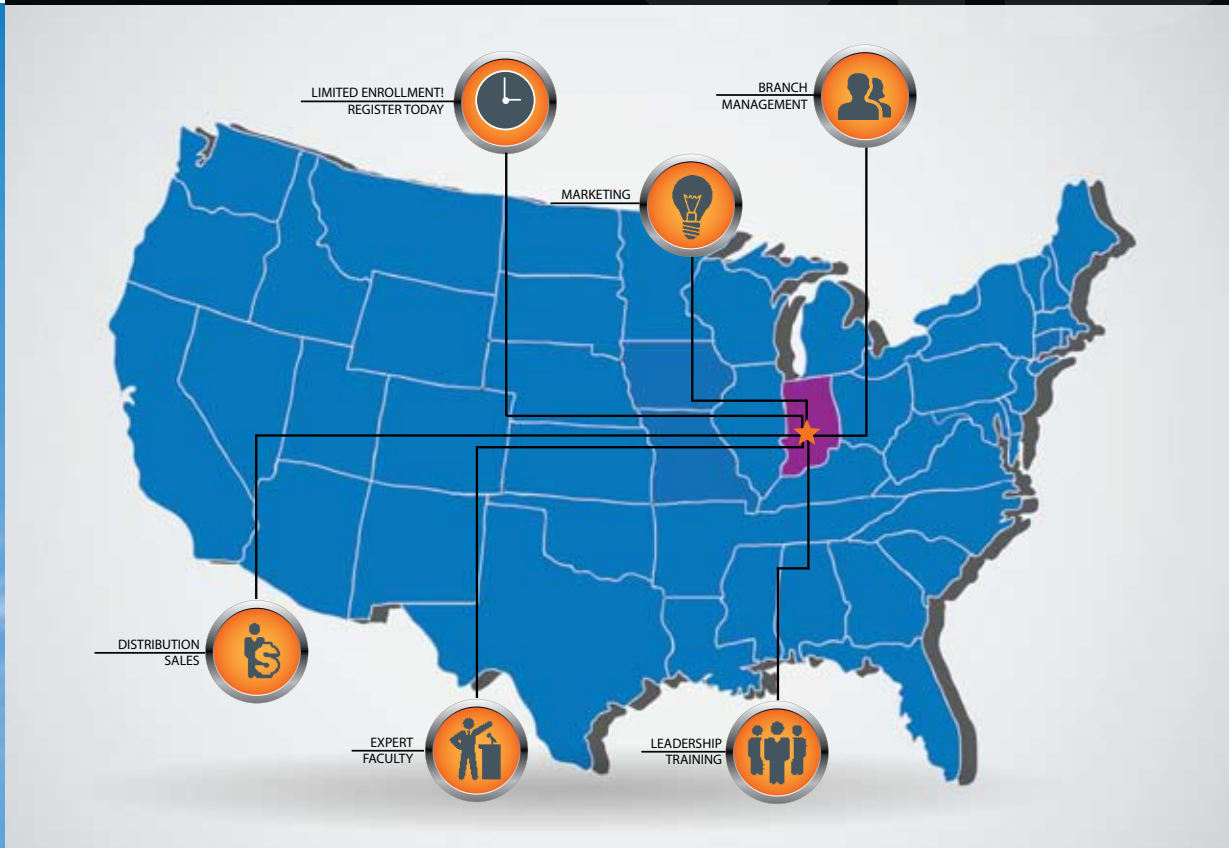 LIMITED ENROLLMENT!
REGISTER TODAY
BRANCH
MANAGEMENT
MARKETING
DISTRIBUTION
SALES
EXPERT
FACULTY
LEADERSHIP
TRAINING